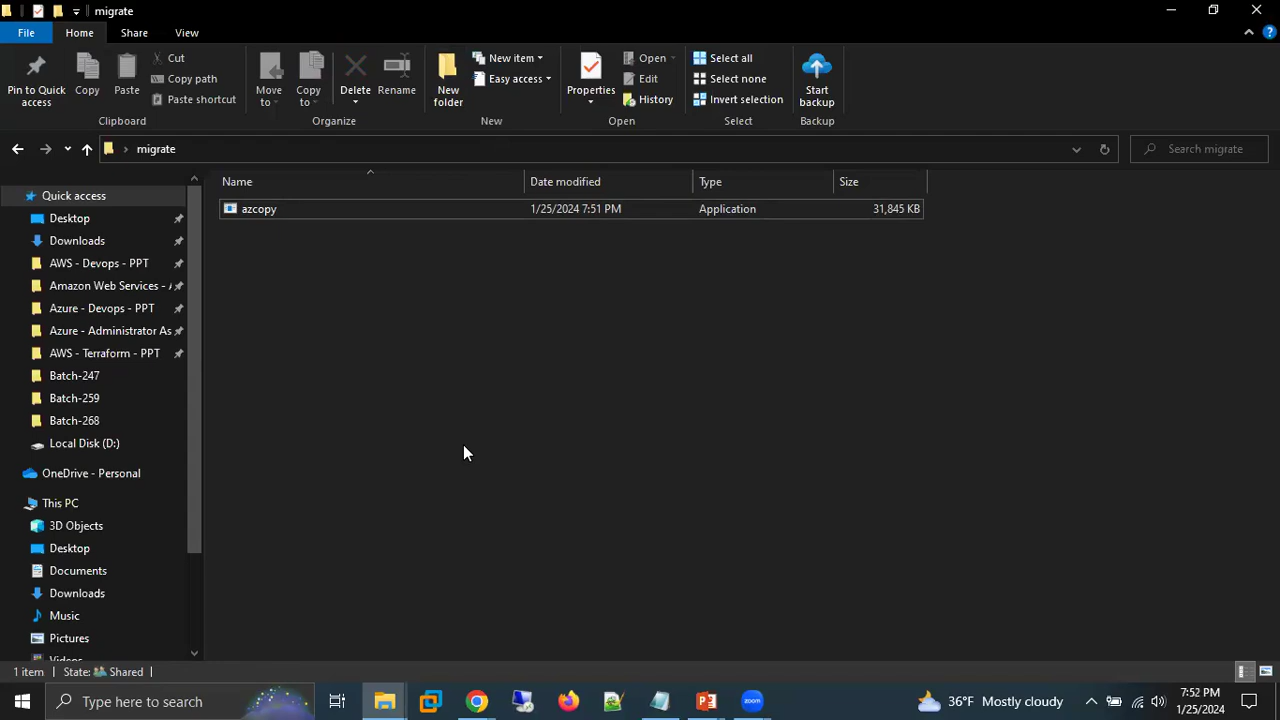 migrate
File
Home
Share
View
Pin to Quick access
Copy
Paste
Cut
Copy path
Paste shortcut
Clipboard
Move to
Copy to
Delete
Rename
Organize
New folder
New item
Easy access
New
Properties
Open
Edit
History
Open
Select all
Select none
Invert selection
Select
Start backup
Backup
migrate
Search migrate
Name
Date modified
Type
Size
azcopy
1/25/2024 7:51 PM
Application
31,845 KB
Quick access
Desktop
Downloads
AWS - Devops - PPT
Amazon Web Services -
Azure - Devops - PPT
Azure - Administrator As
AWS - Terraform - PPT
Batch-247
Batch-259
Batch-268
Local Disk (D:)
OneDrive - Personal
This PC
3D Objects
Desktop
Documents
Downloads
Music
Pictures
Videos
1 item
State: Shared
Type here to search
zoom
36°F Mostly cloudy
7:52 PM
1/25/2024